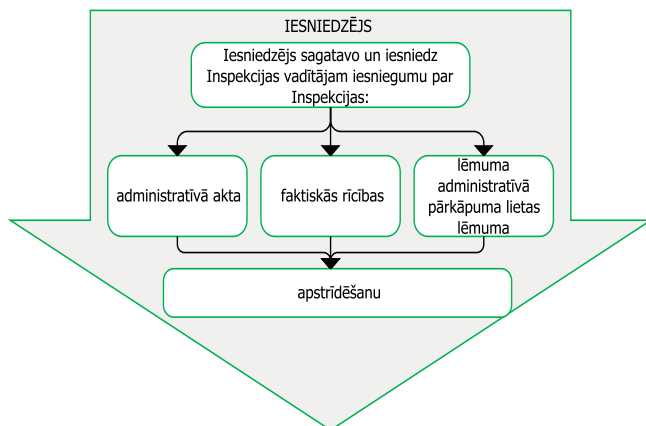 IESNIEDZĒJS
Iesniedzējs sagatavo un iesniedz
Inspekcijas vadītājam iesniegumu par
Inspekcijas:
administratīvā akta
faktiskās rīcības
lēmuma
administratīvā
pārkāpuma lietas
lēmuma
apstrīdēšanu